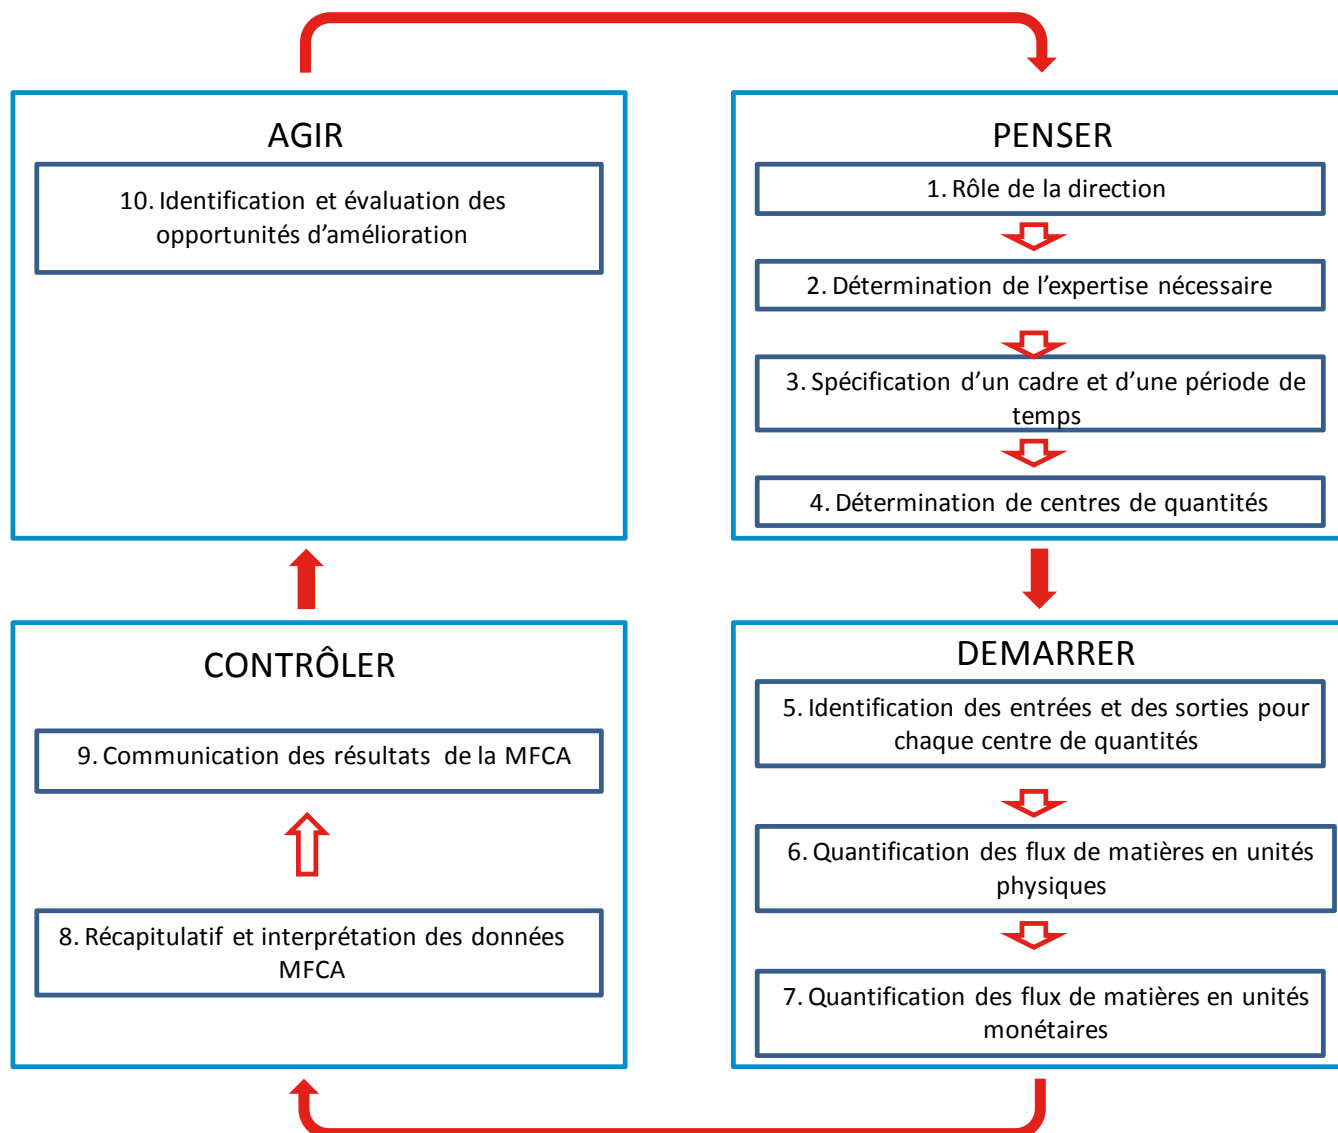 AGIR
10. Identification et évaluation des
opportunités d'amélioration
PENSER
1. Rôle de la direction
2. Détermination de l'expertise nécessaire
3. Spécification d'un cadre et d'une période de
temps
4. Détermination de centres de quantités
DEMARRER
5. Identification des entrées et des sorties pour
chaque centre de quantités
6. Quantification des flux de matières en unités
physiques
7. Quantification des flux de matières en unités
monétaires
CONTRÔLER
9. Communication des résultats de la MFCA
8. Récapitulatif et interprétation des données
MFCA